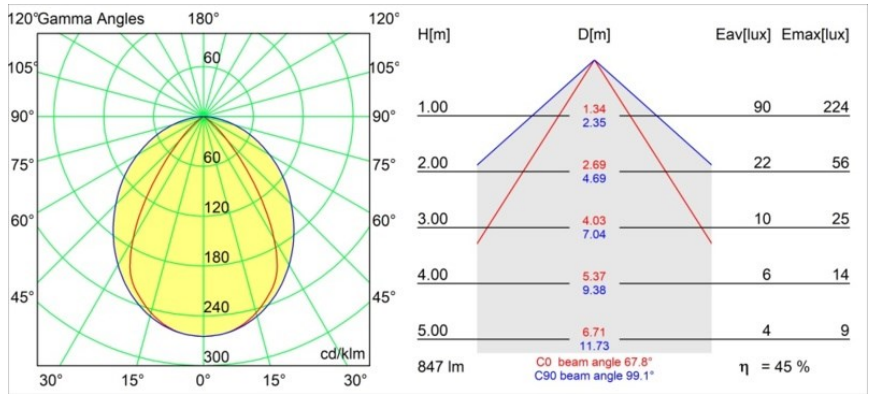 120° Gamma Angles 180° 120°
105° 60 105°
90° 90°
75° 60 75°
60° 120 60°
180
45° 240 45°
300 cd/klm
30° 15° 0° 15° 30°
H[m] D[m] Eav[lux] Emax[lux]
1.00 1.34 90 224
2.35
2.00 2.69 22 56
4.69
3.00 4.03 10 25
7.04
4.00 5.37 6 14
9.38
5.00 6.71 4 9
11.73
847 lm C0 beam angle 67.8° η = 45 %
C90 beam angle 99.1°